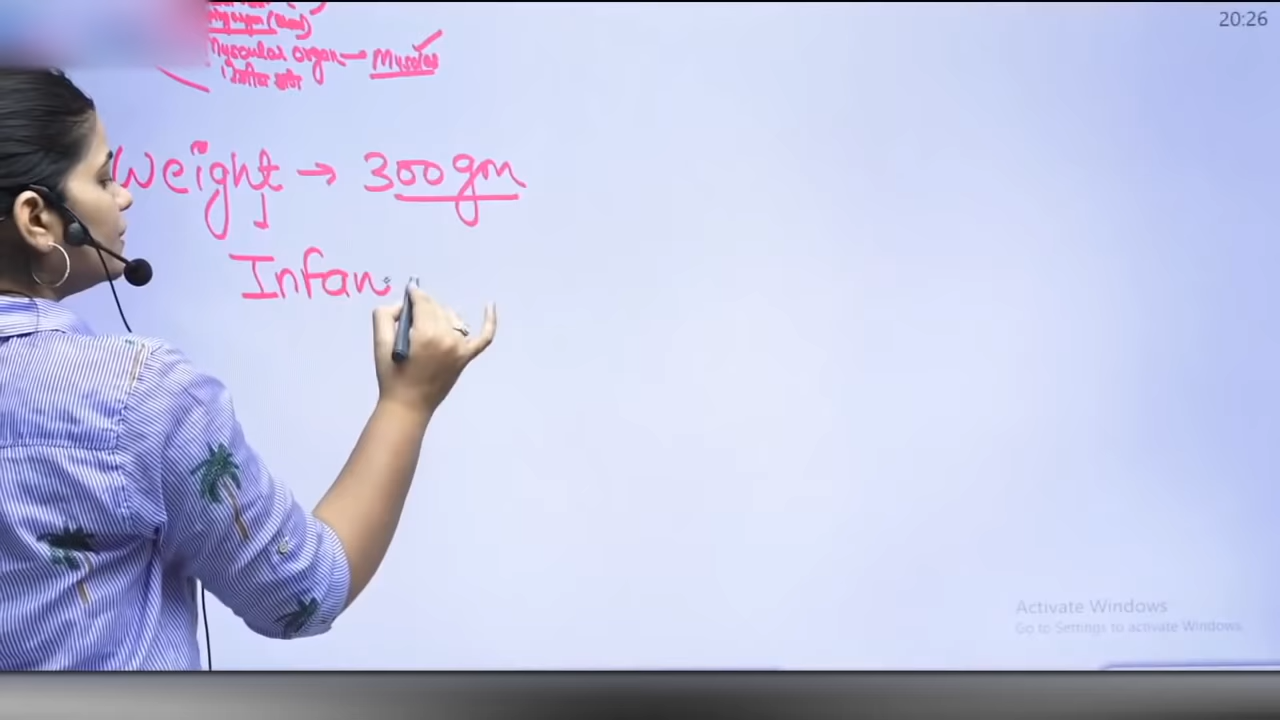 20:26
Muscular organ → Muscles
Weight → 300gm
Infan
Activate Windows
Go to Settings to activate Windows.